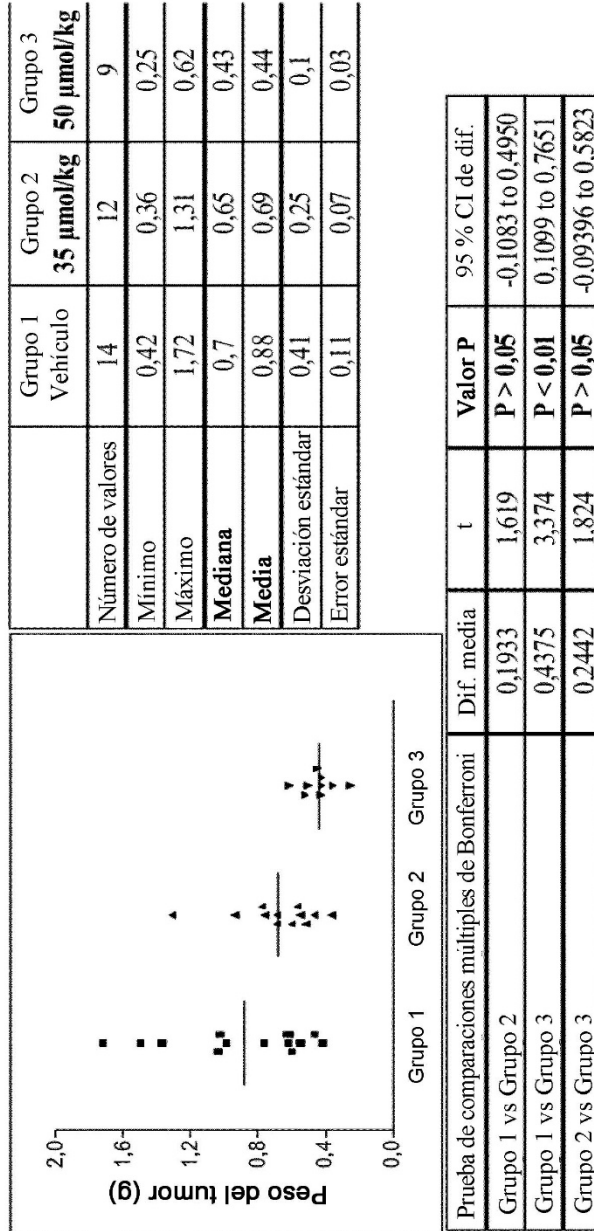 Peso del tumor (g)
2,0
1,6
1,2
0,8
0,4
0,0
Grupo 1 Grupo 2 Grupo 3
Grupo 1 Grupo 2 Grupo 3
Vehículo 35 µmol/kg 50 µmol/kg
Número de valores 14 12 9
Mínimo 0,42 0,36 0,25
Máximo 1,72 1,31 0,62
Mediana 0,7 0,65 0,43
Media 0,88 0,69 0,44
Desviación estándar 0,41 0,25 0,1
Error estándar 0,11 0,07 0,03
Prueba de comparaciones múltiples de Bonferroni Dif. media t Valor P 95 % CI de dif.
Grupo 1 vs Grupo 2 0,1933 1,619 P > 0,05 -0,1083 to 0,4950
Grupo 1 vs Grupo 3 0,4375 3,374 P < 0,01 0,1099 to 0,7651
Grupo 2 vs Grupo 3 0,2442 1,824 P > 0,05 -0,09396 to 0,5823